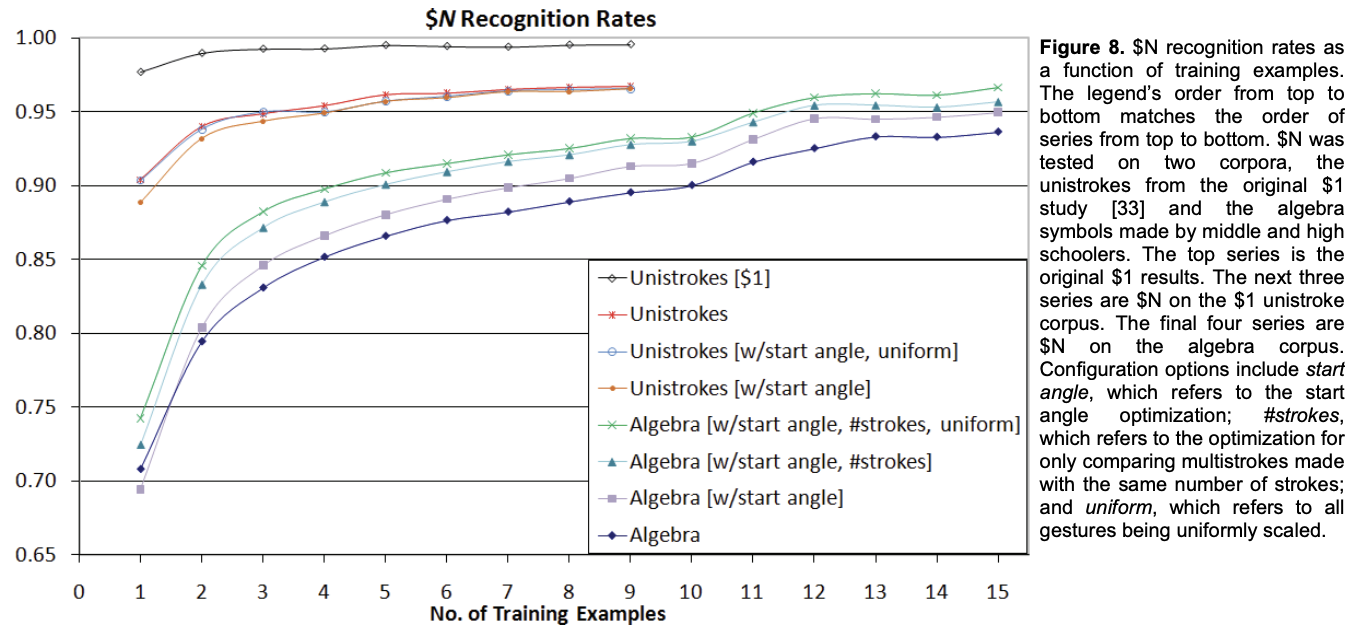 $N Recognition Rates
1.00
0.95
0.90
0.85
0.80
0.75
0.70
0.65
0 1 2 3 4 5 6 7 8 9 10 11 12 13 14 15
No. of Training Examples
Unistrokes [$1]
Unistrokes
Unistrokes [w/start angle, uniform]
Unistrokes [w/start angle]
Algebra [w/start angle, #strokes, uniform]
Algebra [w/start angle, #strokes]
Algebra [w/start angle]
Algebra
Figure 8. $N recognition rates as
a function of training examples.
The legend's order from top to
bottom matches the order of
series from top to bottom. $N was
tested on two corpora, the
unistrokes from the original $1
study [33] and the algebra
symbols made by middle and high
schoolers. The top series is the
original $1 results. The next three
series are $N on the $1 unistroke
corpus. The final four series are
$N on the algebra corpus.
Configuration options include start
angle, which refers to the start
angle optimization; #strokes,
which refers to the optimization for
only comparing multistrokes made
with the same number of strokes;
and uniform, which refers to all
gestures being uniformly scaled.